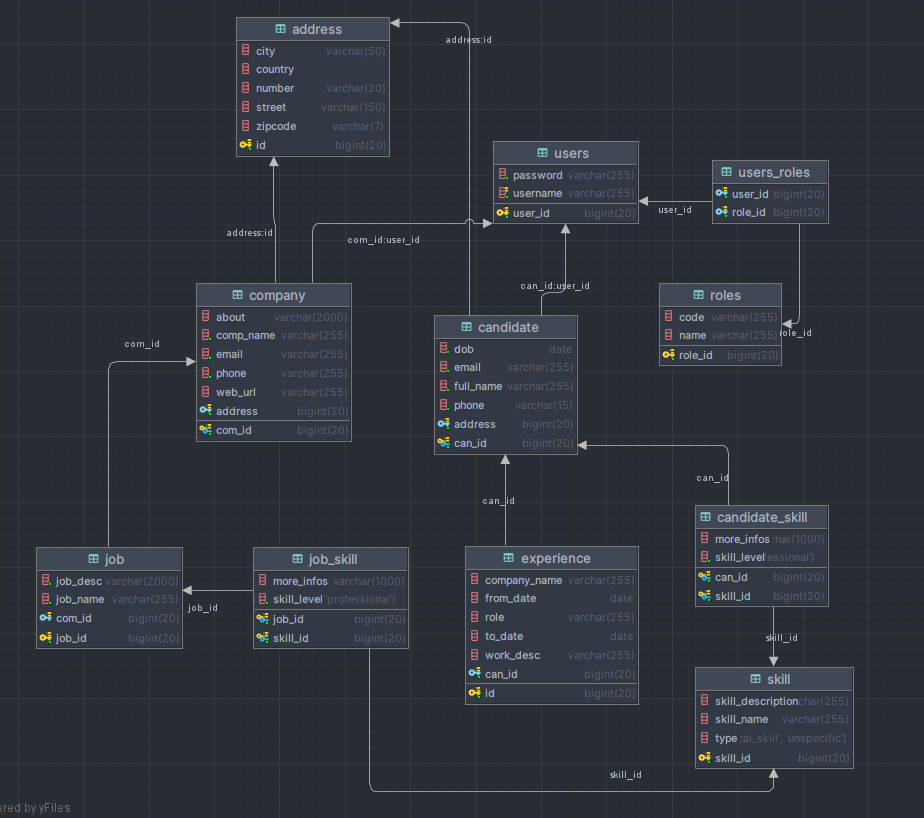 address
city varchar(50)
country
number varchar(20)
street varchar(150)
zipcode varchar(7)
id bigint(20)
address:id
users
password varchar(255)
username varchar(255)
user_id bigint(20)
users_roles
user_id bigint(20)
role_id bigint(20)
user_id
address:id
com_id:user_id
can_id:user_id
company
about varchar(2000)
comp_name varchar(255)
email varchar(255)
phone varchar(255)
web_url varchar(255)
address bigint(20)
com_id bigint(20)
roles
code varchar(255)
name varchar(255)
role_id bigint(20)
role_id
candidate
dob date
email varchar(255)
full_name varchar(255)
phone varchar(15)
address bigint(20)
can_id bigint(20)
com_id
can_id
can_id
candidate_skill
more_infos :har(1000)
skill_level essional')
can_id bigint(20)
skill_id bigint(20)
job
job_desc varchar(2000)
job_name varchar(255)
com_id bigint(20)
job_id bigint(20)
job_id
job_skill
more_infos varchar(1000)
skill_level 'professional')
job_id bigint(20)
skill_id bigint(20)
experience
company_name varchar(255)
from_date date
role varchar(255)
to_date date
work_desc varchar(255)
can_id bigint(20)
id bigint(20)
skill_id
skill
skill_description char(255)
skill_name varchar(255)
type :al_skill', 'unspecific')
skill_id bigint(20)
skill_id
ered by yFiles